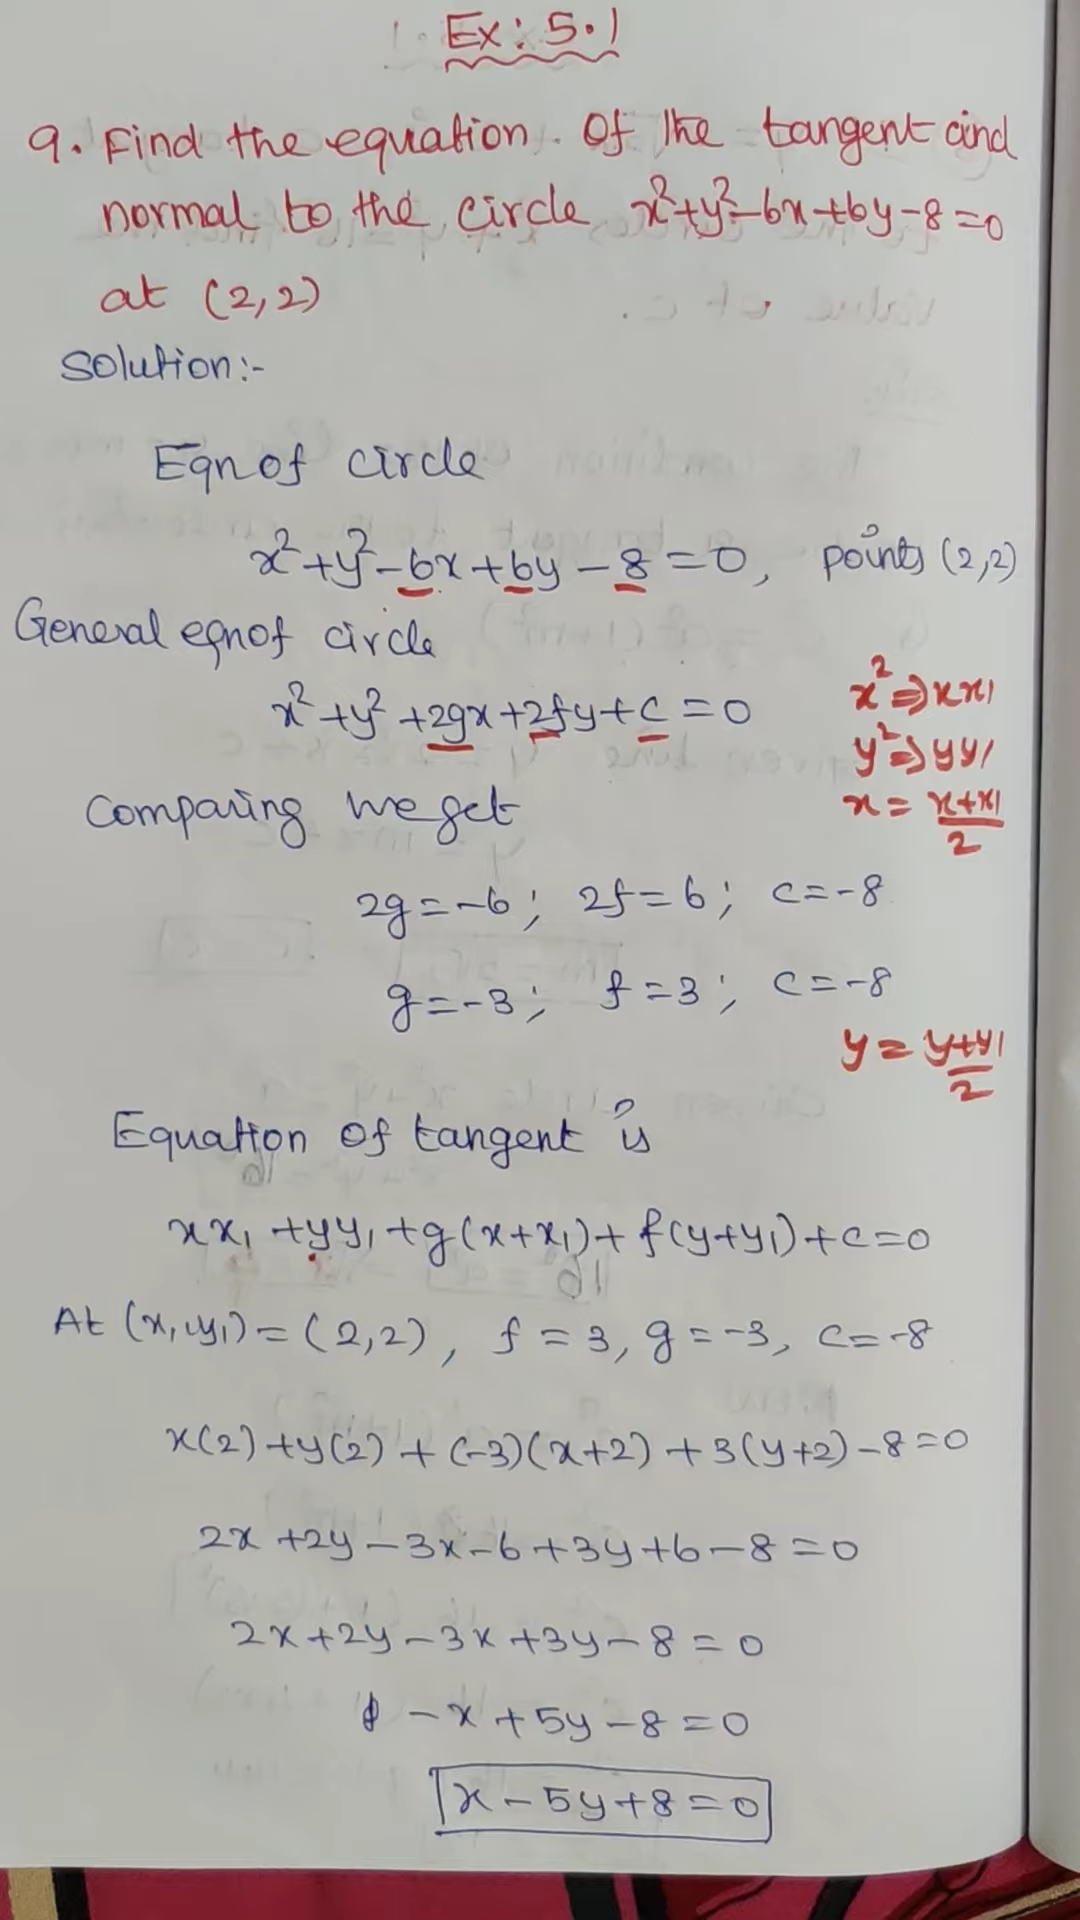 Ex: 5.1
9. Find the equation. Of the tangent and
normal to the circle x²+y²-6x+6y-8=0
at (2,2)
Solution:-
Eqn of circle
x²+y²-6x+6y-8=0, points (2,2)
General eqn of circle
x²+y²+2gx+2fy+c=0
x²⇒xx1
y²⇒yy1
Comparing we get
x = x+x1/2
2g=-6; 2f=6; c=-8
g=-3; f=3; c=-8
y = y+y1/2
Equation of tangent is
xx₁+yy₁+g(x+x₁)+f(y+y₁)+c=0
At (x₁,y₁)=(2,2), f=3, g=-3, c=-8
x(2)+y(2)+(-3)(x+2)+3(y+2)-8=0
2x+2y-3x-6+3y+6-8=0
2x+2y-3x+3y-8=0
-x+5y-8=0
x-5y+8=0